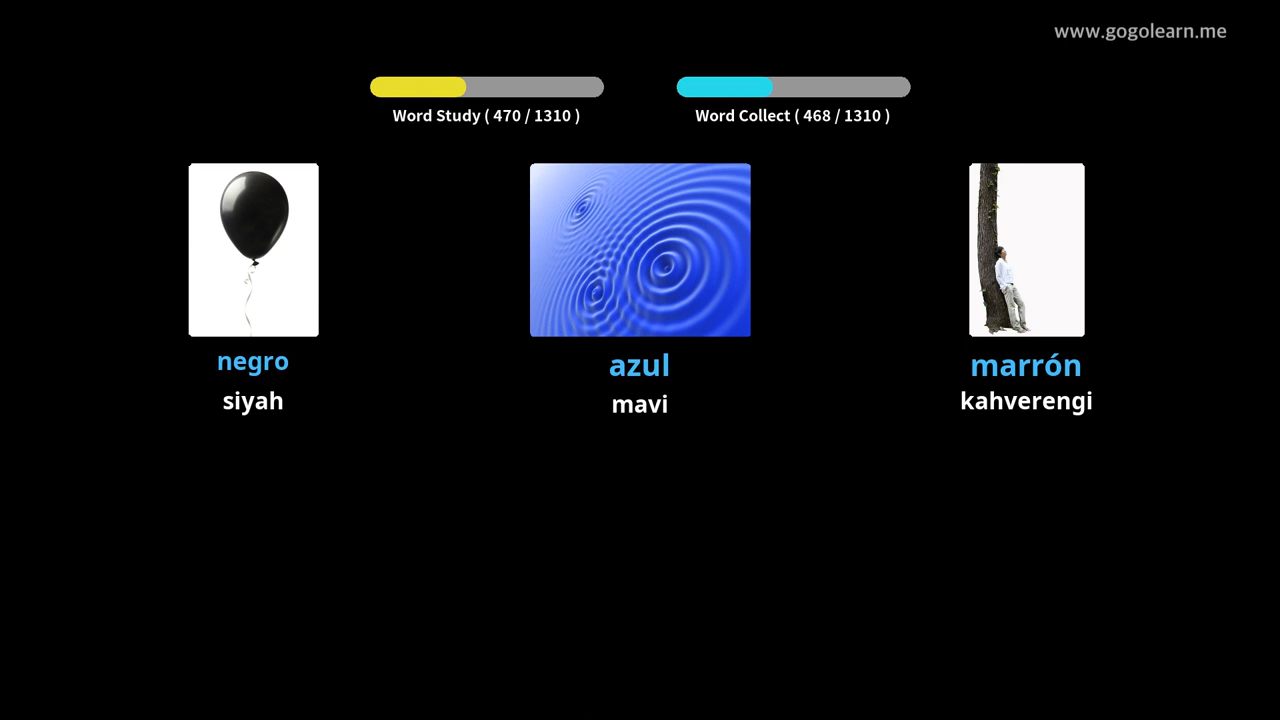 www.gogolearn.me
Word Study ( 470 / 1310 )
Word Collect ( 468 / 1310 )
negro
siyah
azul
mavi
marrón
kahverengi